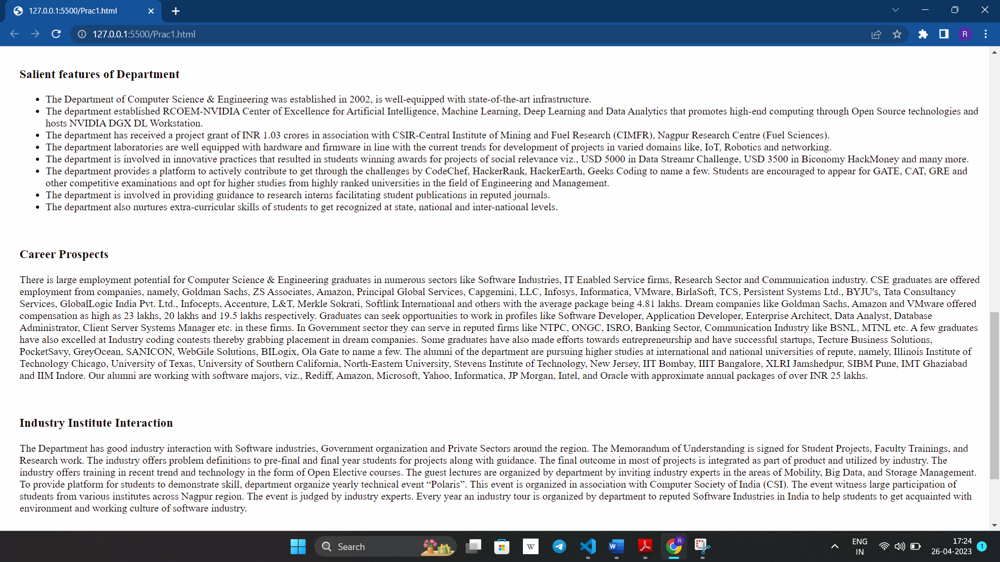 127.0.0.1:5500/Prac1.html
127.0.0.1:5500/Prac1.html
R
Salient features of Department
• The Department of Computer Science & Engineering was established in 2002, is well-equipped with state-of-the-art infrastructure.
• The department established RCOEM-NVIDIA Center of Excellence for Artificial Intelligence, Machine Learning, Deep Learning and Data Analytics that promotes high-end computing through Open Source technologies and
hosts NVIDIA DGX DL Workstation.
• The department has received a project grant of INR 1.03 crores in association with CSIR-Central Institute of Mining and Fuel Research (CIMFR), Nagpur Research Centre (Fuel Sciences).
• The department laboratories are well equipped with hardware and firmware in line with the current trends for development of projects in varied domains like, IoT, Robotics and networking.
• The department is involved in innovative practices that resulted in students winning awards for projects of social relevance viz., USD 5000 in Data Streamr Challenge, USD 3500 in Biconomy HackMoney and many more.
• The department provides a platform to actively contribute to get through the challenges by CodeChef, HackerRank, HackerEarth, Geeks Coding to name a few. Students are encouraged to appear for GATE, CAT, GRE and
other competitive examinations and opt for higher studies from highly ranked universities in the field of Engineering and Management.
• The department is involved in providing guidance to research interns facilitating student publications in reputed journals.
• The department also nurtures extra-curricular skills of students to get recognized at state, national and inter-national levels.
Career Prospects
There is large employment potential for Computer Science & Engineering graduates in numerous sectors like Software Industries, IT Enabled Service firms, Research Sector and Communication industry. CSE graduates are offered
employment from companies, namely, Goldman Sachs, ZS Associates, Amazon, Principal Global Services, Capgemini, LLC, Infosys, Informatica, VMware, BirlaSoft, TCS, Persistent Systems Ltd., BYJU's, Tata Consultancy
Services, GlobalLogic India Pvt. Ltd., Infocepts, Accenture, L&T, Merkle Sokrati, Softlink International and others with the average package being 4.81 lakhs. Dream companies like Goldman Sachs, Amazon and VMware offered
compensation as high as 23 lakhs, 20 lakhs and 19.5 lakhs respectively. Graduates can seek opportunities to work in profiles like Software Developer, Application Developer, Enterprise Architect, Data Analyst, Database
Administrator, Client Server Systems Manager etc. in these firms. In Government sector they can serve in reputed firms like NTPC, ONGC, ISRO, Banking Sector, Communication Industry like BSNL, MTNL etc. A few graduates
have also excelled at Industry coding contests thereby grabbing placement in dream companies. Some graduates have also made efforts towards entrepreneurship and have successful startups, Tecture Business Solutions,
PocketSavy, GreyOcean, SANICON, WebGile Solutions, BILogix, Ola Gate to name a few. The alumni of the department are pursuing higher studies at international and national universities of repute, namely, Illinois Institute of
Technology Chicago, University of Texas, University of Southern California, North-Eastern University, Stevens Institute of Technology, New Jersey, IIT Bombay, IIIT Bangalore, XLRI Jamshedpur, SIBM Pune, IMT Ghaziabad
and IIM Indore. Our alumni are working with software majors, viz., Rediff, Amazon, Microsoft, Yahoo, Informatica, JP Morgan, Intel, and Oracle with approximate annual packages of over INR 25 lakhs.
Industry Institute Interaction
The Department has good industry interaction with Software industries, Government organization and Private Sectors around the region. The Memorandum of Understanding is signed for Student Projects, Faculty Trainings, and
Research work. The industry offers problem definitions to pre-final and final year students for projects along with guidance. The final outcome in most of projects is integrated as part of product and utilized by industry. The
industry offers training in recent trend and technology in the form of Open Elective courses. The guest lectures are organized by department by inviting industry experts in the areas of Mobility, Big Data, and Storage Management.
To provide platform for students to demonstrate skill, department organize yearly technical event “Polaris”. This event is organized in association with Computer Society of India (CSI). The event witness large participation of
students from various institutes across Nagpur region. The event is judged by industry experts. Every year an industry tour is organized by department to reputed Software Industries in India to help students to get acquainted with
environment and working culture of software industry.
Search
W
W
R
ENG
IN
17:24
26-04-2023
1